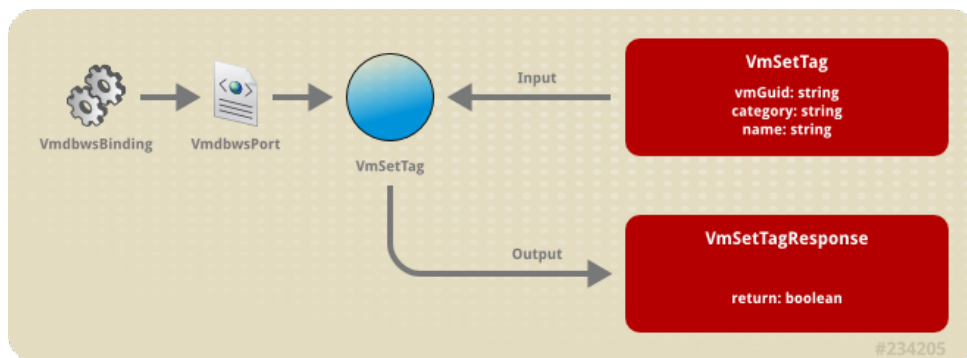 VmdbwsBinding
VmdbwsPort
VmSetTag
Input
VmSetTag
vmGuid: string
category: string
name: string
Output
VmSetTagResponse
return: boolean
#234205